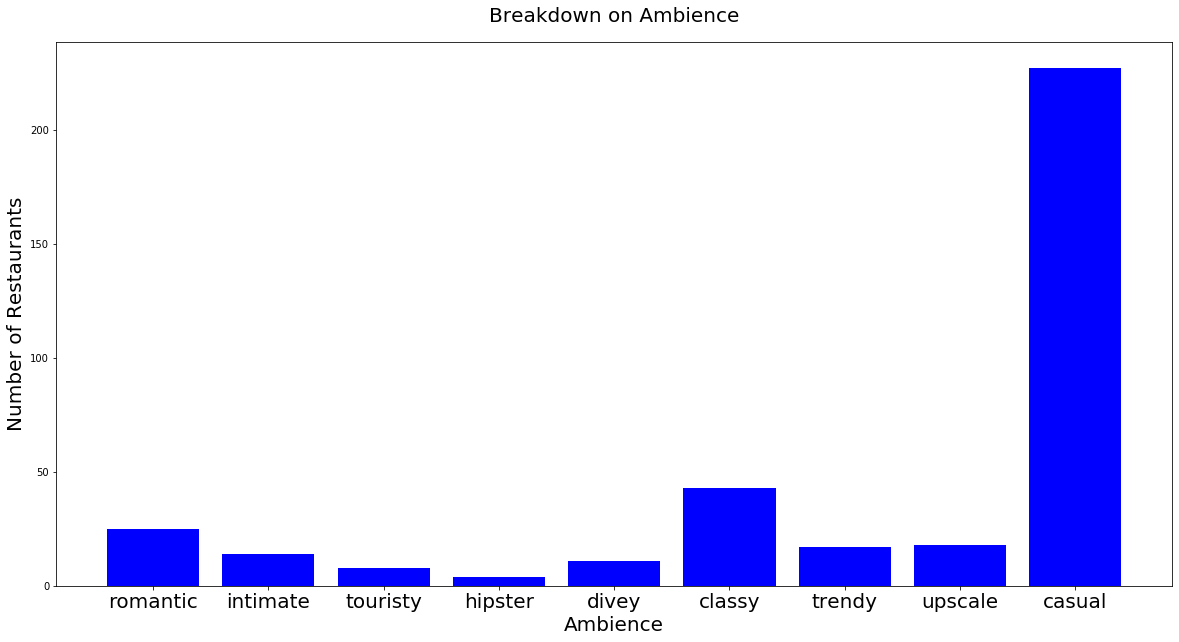 Breakdown on Ambience
Number of Restaurants
200
150
100
50
0
romantic intimate touristy hipster divey classy trendy upscale casual
Ambience